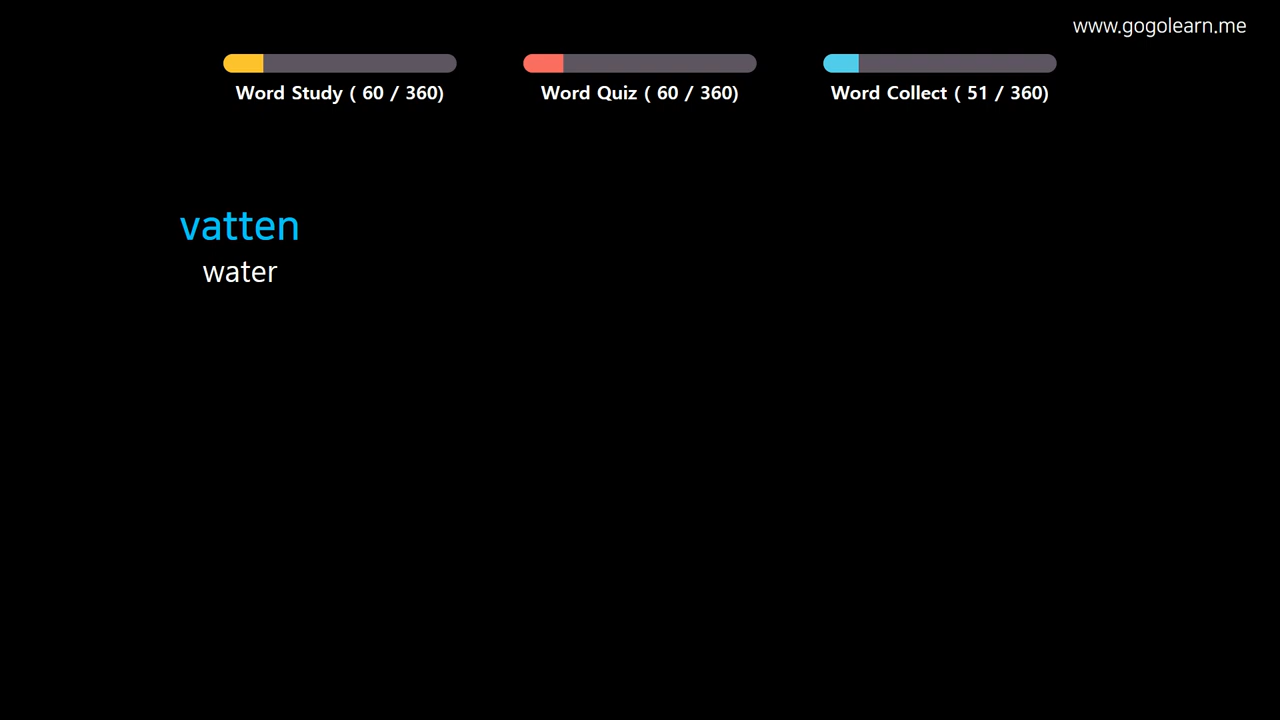 www.gogolearn.me
Word Study ( 60 / 360)
Word Quiz ( 60 / 360)
Word Collect ( 51 / 360)
vatten
water